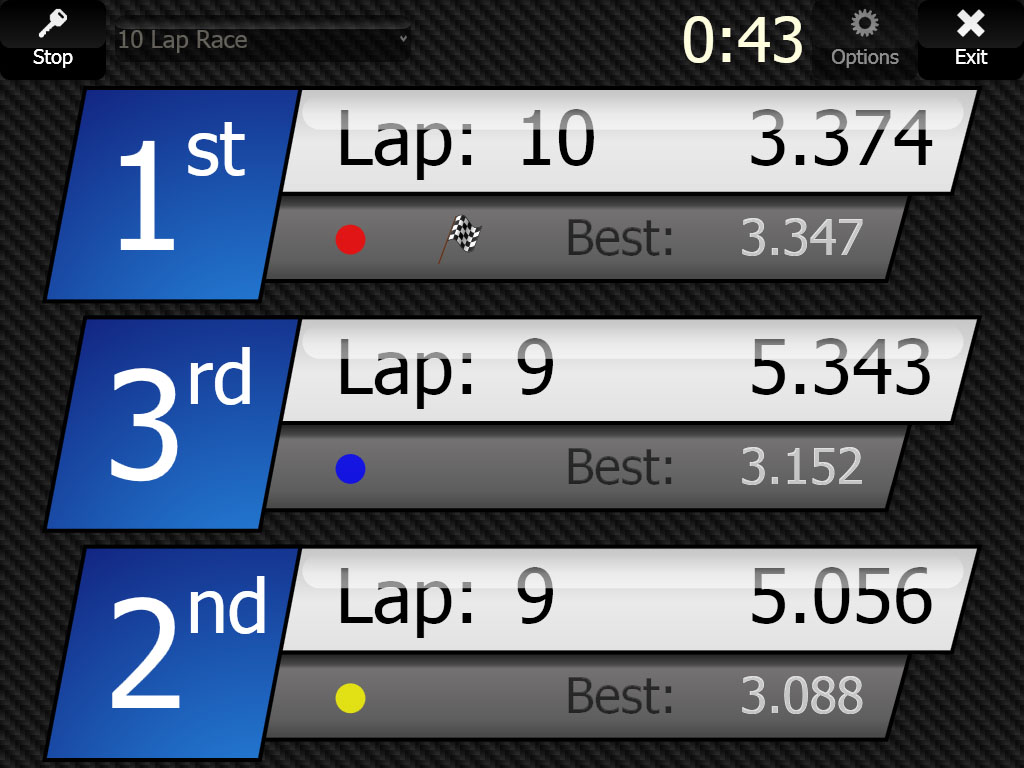 Stop
10 Lap Race
0:43
Options
Exit
1st
Lap: 10 3.374
Best: 3.347
3rd
Lap: 9 5.343
Best: 3.152
2nd
Lap: 9 5.056
Best: 3.088